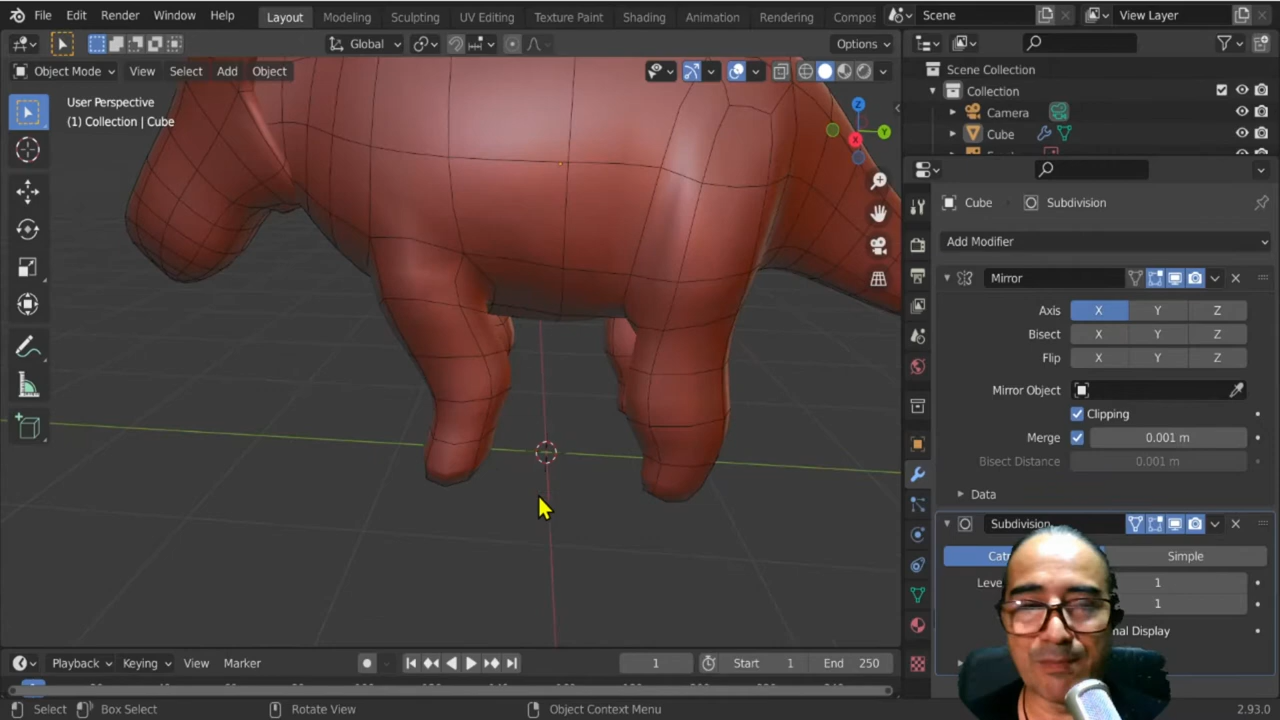 File Edit Render Window Help Layout Modeling Sculpting UV Editing Texture Paint Shading Animation Rendering Compos Scene View Layer
Global Options
Object Mode View Select Add Object
User Perspective
(1) Collection | Cube
Z
Y
X
Scene Collection
Collection
Camera
Cube
Cube Subdivision
Add Modifier
Mirror
Axis X Y Z
Bisect X Y Z
Flip X Y Z
Mirror Object
Clipping
Merge 0.001 m
Bisect Distance 0.001 m
Data
Subdivision
Cat Simple
Leve 1
1
nal Display
Playback Keying View Marker 1 Start 1 End 250
Select Box Select Rotate View Object Context Menu 2.93.0